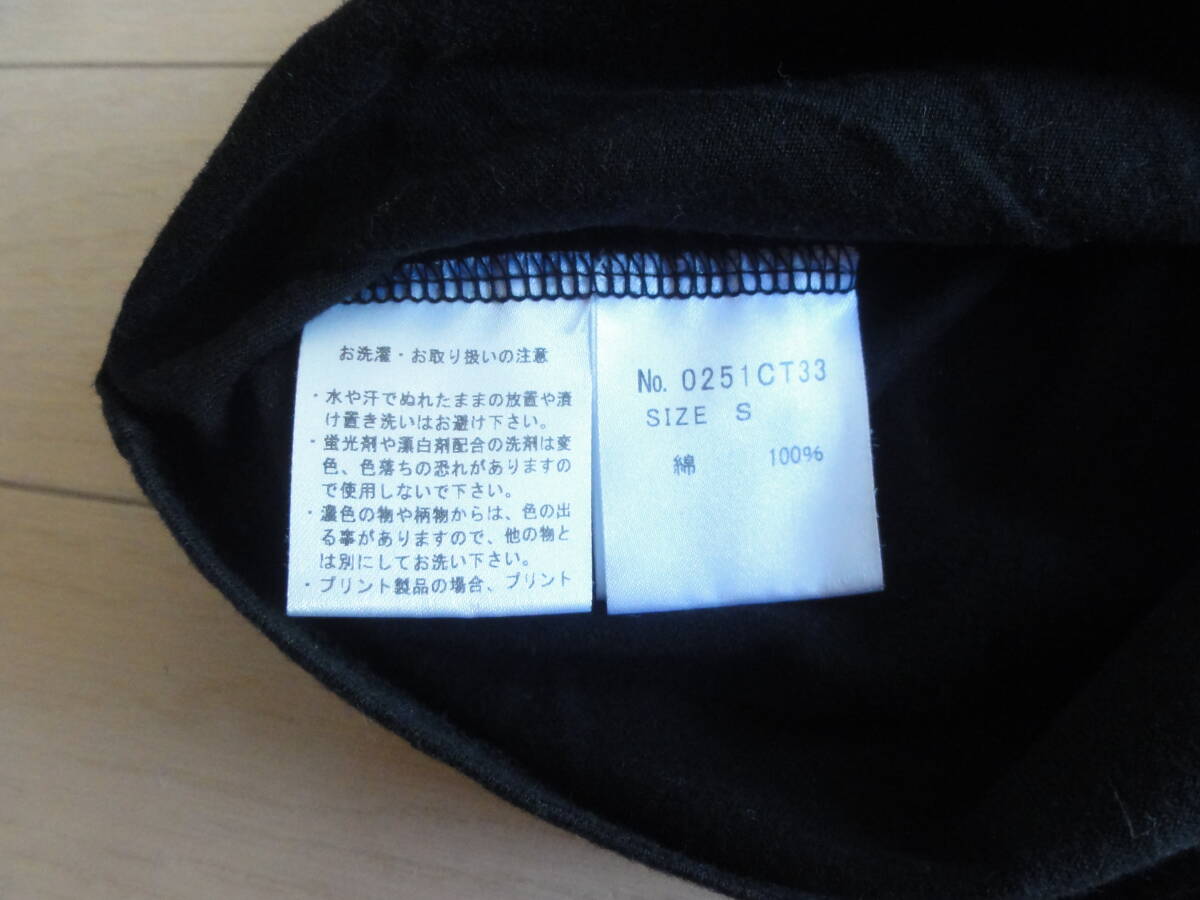 お洗濯・お取り扱いの注意
・水や汗でぬれたままの放置や漬
け置き洗いはお避け下さい。
・蛍光剤や漂白剤配合の洗剤は変
色、色落ちの恐れがありますの
で使用しないで下さい。
・濃色の物や柄物からは、色の出
る事がありますので、他の物と
は別にしてお洗い下さい。
・プリント製品の場合、プリント
No. 0251CT33
SIZE S
綿 100%